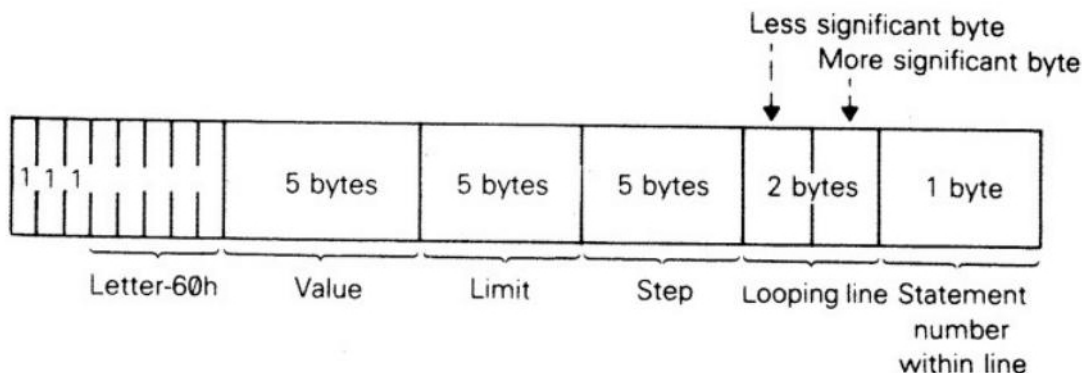 Less significant byte
More significant byte
1 1 1
5 bytes
5 bytes
5 bytes
2 bytes
1 byte
Letter-60h
Value
Limit
Step
Looping line
Statement
number
within line